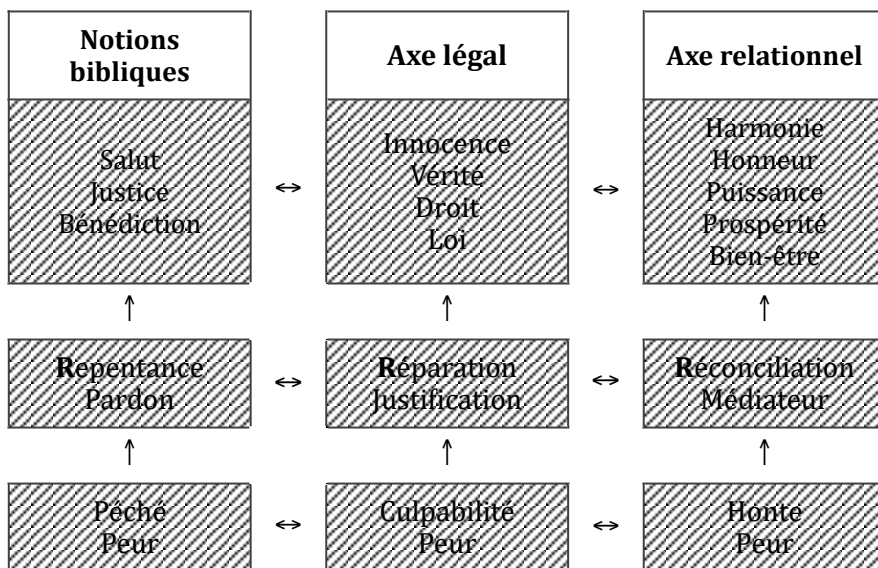 Notions
bibliques
Axe légal
Axe relationnel
Salut
Justice
Bénédiction
↔
Innocence
Vérité
Droit
Loi
↔
Harmonie
Honneur
Puissance
Prospérité
Bien-être
↑ ↑ ↑
Repentance
Pardon
↔
Réparation
Justification
↔
Réconciliation
Médiateur
↑ ↑ ↑
Péché
Peur
↔
Culpabilité
Peur
↔
Honte
Peur